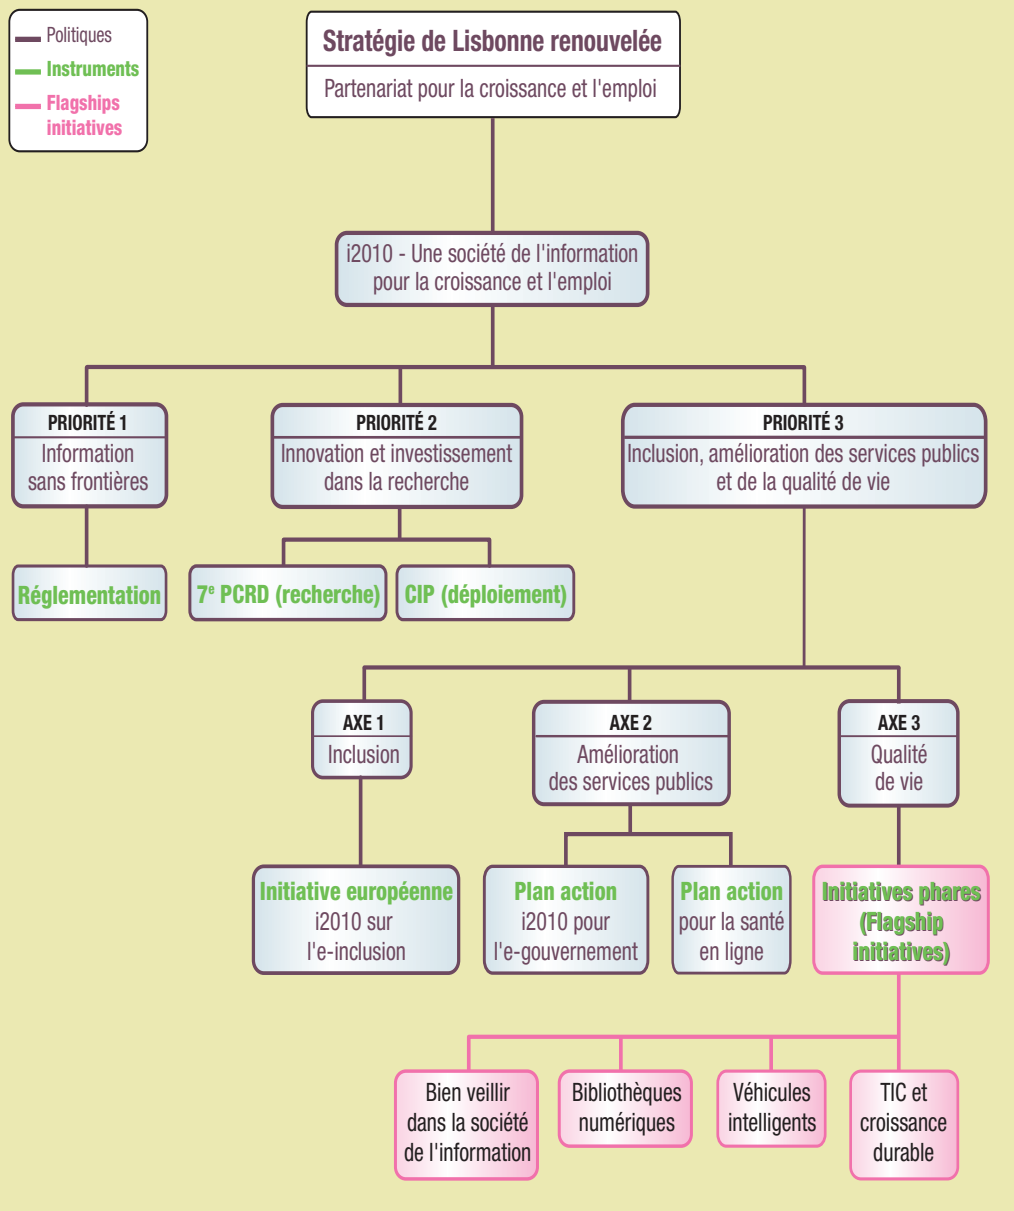 Politiques
Instruments
Flagships
initiatives
Stratégie de Lisbonne renouvelée
Partenariat pour la croissance et l'emploi
i2010 - Une société de l'information
pour la croissance et l'emploi
PRIORITÉ 1
Information
sans frontières
PRIORITÉ 2
Innovation et investissement
dans la recherche
PRIORITÉ 3
Inclusion, amélioration des services publics
et de la qualité de vie
Réglementation
7e PCRD (recherche)
CIP (déploiement)
AXE 1
Inclusion
AXE 2
Amélioration
des services publics
AXE 3
Qualité
de vie
Initiative européenne
i2010 sur
l'e-inclusion
Plan action
i2010 pour
l'e-gouvernement
Plan action
pour la santé
en ligne
Initiatives phares
(Flagship
initiatives)
Bien veillir
dans la société
de l'information
Bibliothèques
numériques
Véhicules
intelligents
TIC et
croissance
durable